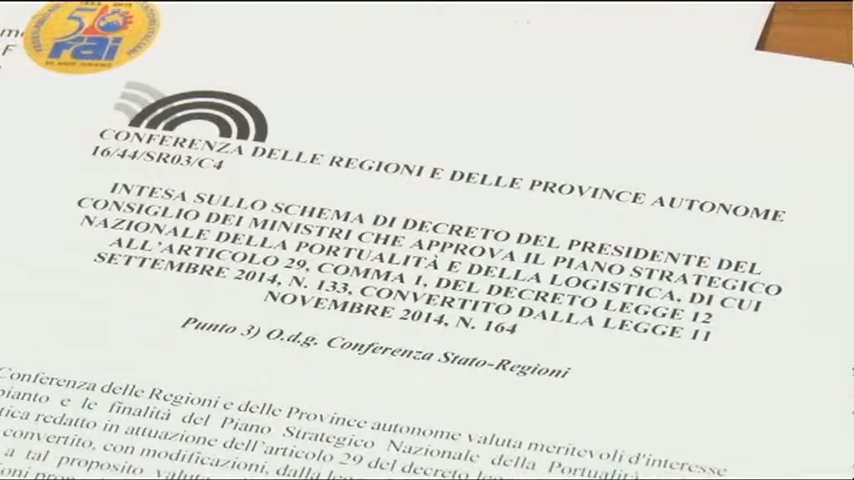 50
rai
CONFERENZA DELLE REGIONI E DELLE PROVINCE AUTONOME
16/44/SR03/C4
INTESA SULLO SCHEMA DI DECRETO DEL PRESIDENTE DEL
CONSIGLIO DEI MINISTRI CHE APPROVA IL PIANO STRATEGICO
NAZIONALE DELLA PORTUALITÀ E DELLA LOGISTICA, DI CUI
ALL'ARTICOLO 29, COMMA 1, DEL DECRETO LEGGE 12
SETTEMBRE 2014, N. 133, CONVERTITO DALLA LEGGE 11
NOVEMBRE 2014, N. 164
Punto 3) O.d.g. Conferenza Stato-Regioni
Conferenza delle Regioni e delle Province autonome valuta meritevoli d'interesse
pianto e le finalità del Piano Strategico Nazionale della Portualità
tica redatto in attuazione dell'articolo 29 del decreto
convertito, con modificazioni, dalla
a tal proposito